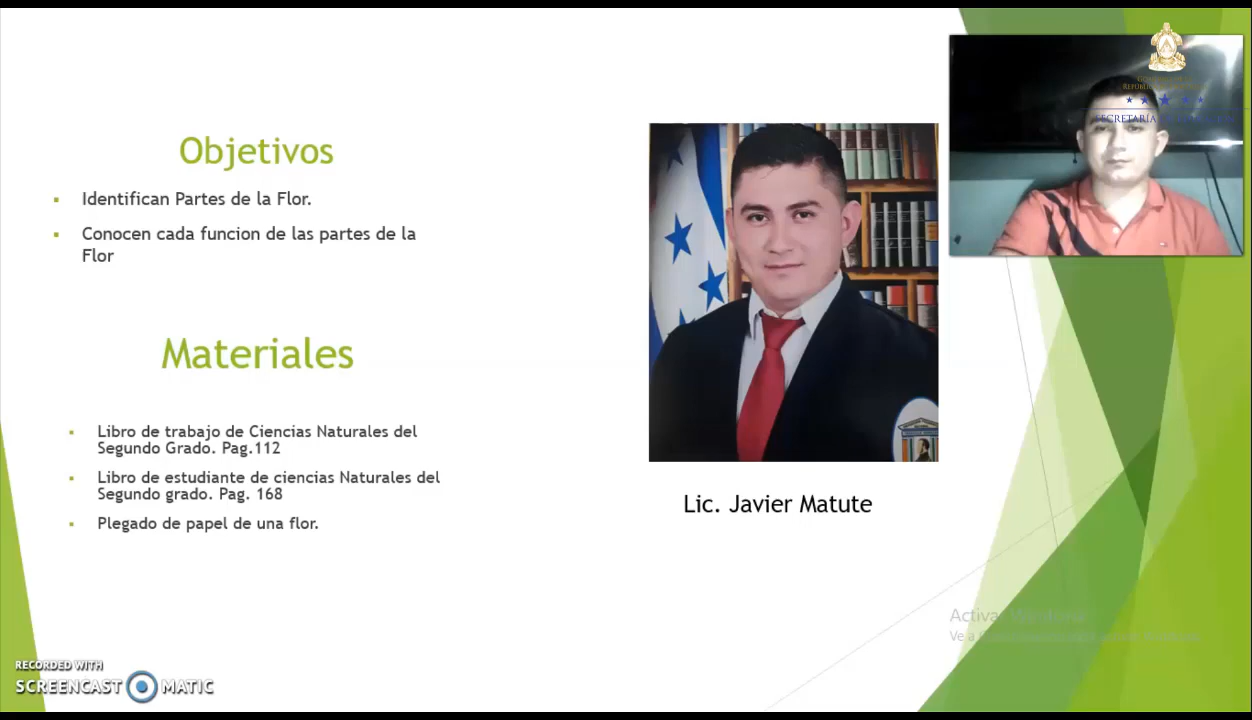 Objetivos
Identifican Partes de la Flor.
Conocen cada funcion de las partes de la
Flor
Materiales
Libro de trabajo de Ciencias Naturales del
Segundo Grado. Pag.112
Libro de estudiante de ciencias Naturales del
Segundo grado. Pag. 168
Plegado de papel de una flor.
Lic. Javier Matute
SECRETARÍA
Ve a
RECORDED WITH
SCREENCAST MATIC